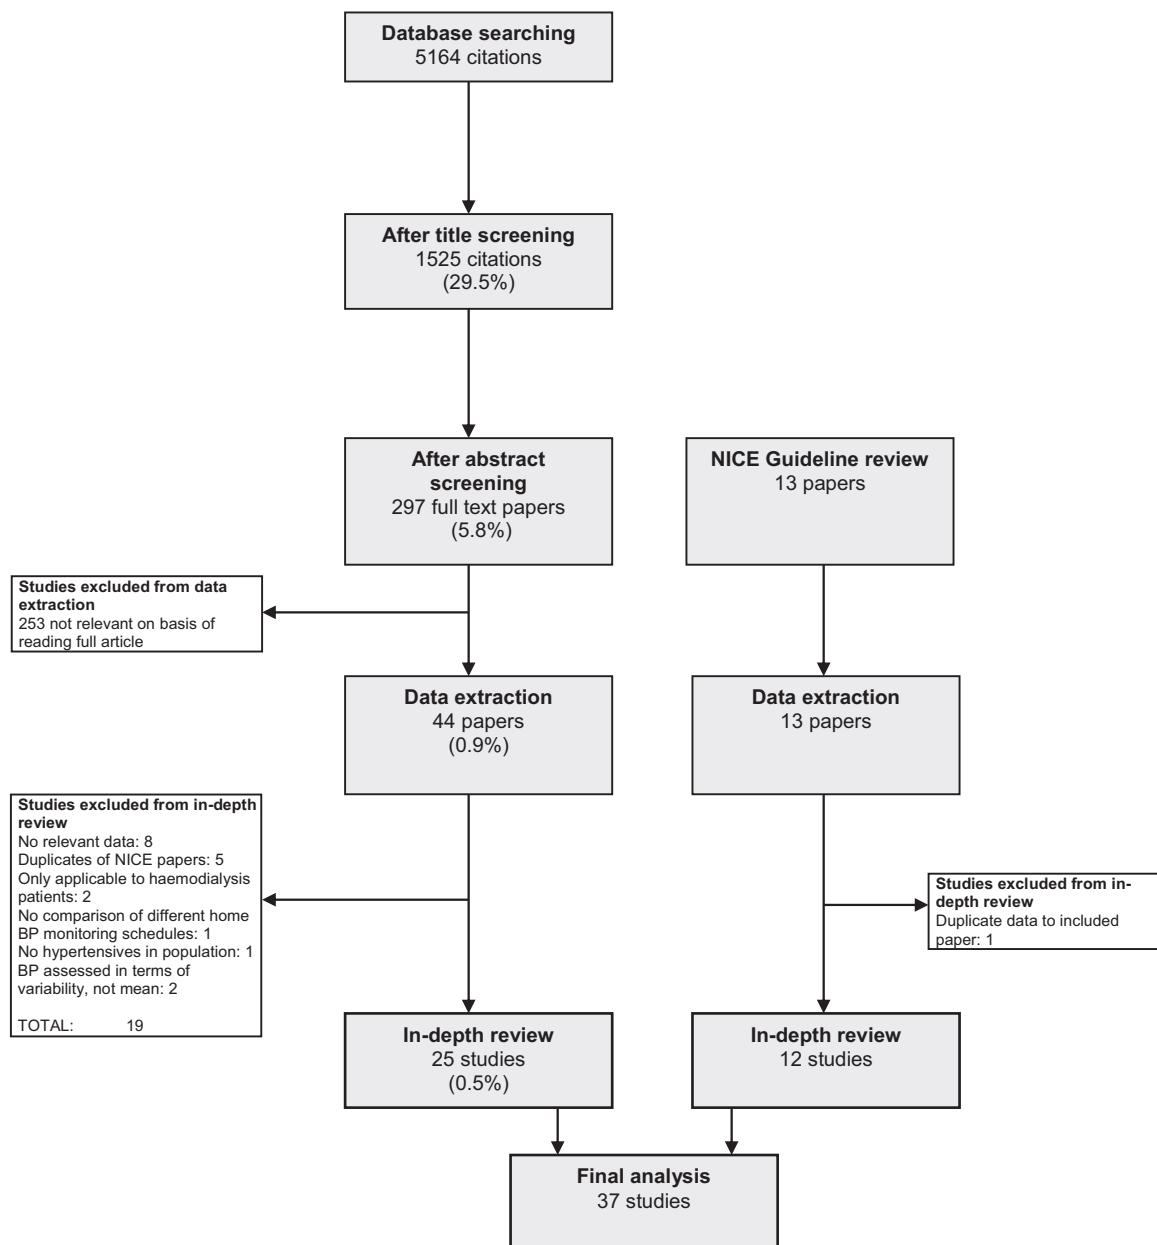 Database searching
5164 citations
After title screening
1525 citations
(29.5%)
After abstract
screening
297 full text papers
(5.8%)
NICE Guideline review
13 papers
Studies excluded from data
extraction
253 not relevant on basis of
reading full article
Data extraction
44 papers
(0.9%)
Data extraction
13 papers
Studies excluded from in-depth
review
No relevant data: 8
Duplicates of NICE papers: 5
Only applicable to haemodialysis
patients: 2
No comparison of different home
BP monitoring schedules: 1
No hypertensives in population: 1
BP assessed in terms of
variability, not mean: 2
TOTAL: 19
Studies excluded from in-
depth review
Duplicate data to included
paper: 1
In-depth review
25 studies
(0.5%)
In-depth review
12 studies
Final analysis
37 studies